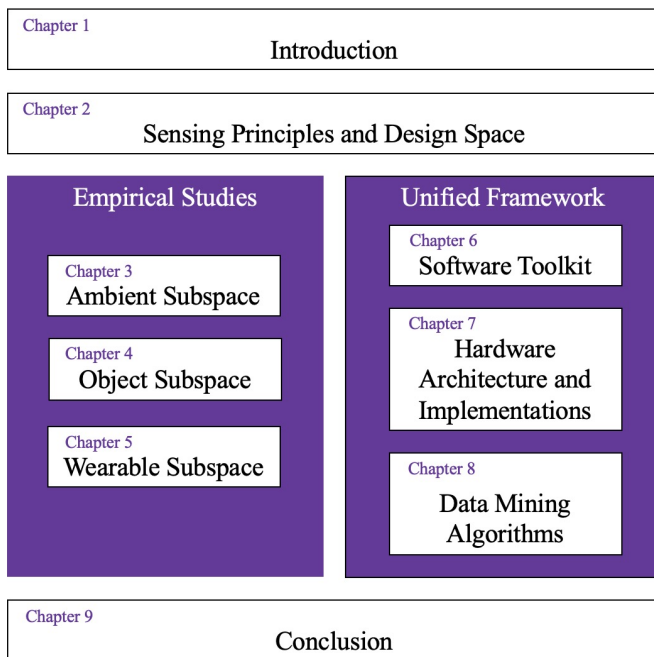 Chapter 1
Introduction
Chapter 2
Sensing Principles and Design Space
Empirical Studies
Chapter 3
Ambient Subspace
Chapter 4
Object Subspace
Chapter 5
Wearable Subspace
Unified Framework
Chapter 6
Software Toolkit
Chapter 7
Hardware
Architecture and
Implementations
Chapter 8
Data Mining
Algorithms
Chapter 9
Conclusion